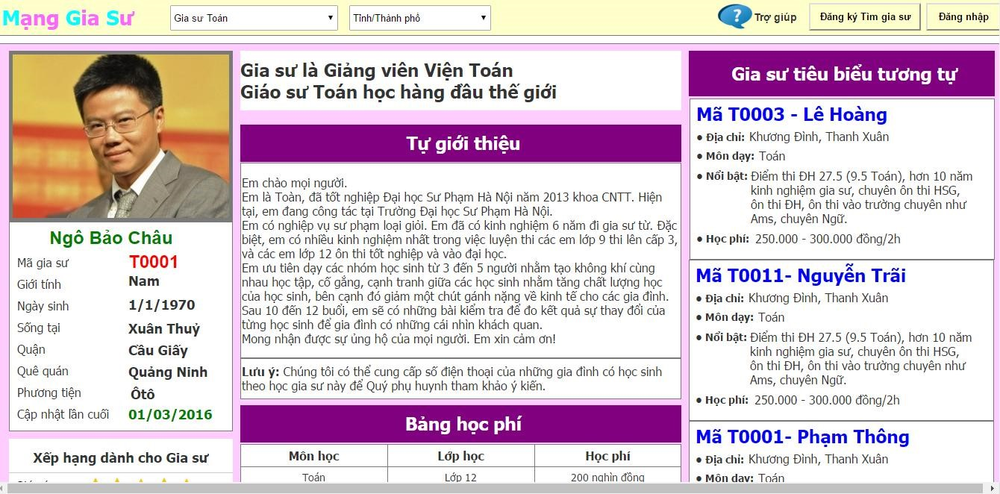 Mạng Gia Sư
Gia sư Toán
Tỉnh/Thành phố
?
Trợ giúp
Đăng ký Tìm gia sư
Đăng nhập
Ngô Bảo Châu
Mã gia sư T0001
Giới tính Nam
Ngày sinh 1/1/1970
Sống tại Xuân Thuỷ
Quận Cầu Giấy
Quê quán Quảng Ninh
Phương tiện Ôtô
Cập nhật lần cuối 01/03/2016
Xếp hạng dành cho Gia sư
Gia sư là Giảng viên Viện Toán
Giáo sư Toán học hàng đầu thế giới
Tự giới thiệu
Em chào mọi người.
Em là Toàn, đã tốt nghiệp Đại học Sư Phạm Hà Nội năm 2013 khoa CNTT. Hiện
tại, em đang công tác tại Trường Đại học Sư Phạm Hà Nội.
Em có nghiệp vụ sư phạm loại giỏi. Em đã có kinh nghiệm 6 năm đi gia sư từ. Đặc
biệt, em có nhiều kinh nghiệm nhất trong việc luyện thi các em lớp 9 thi lên cấp 3,
và các em lớp 12 ôn thi tốt nghiệp và vào đại học.
Em ưu tiên dạy các nhóm học sinh từ 3 đến 5 người nhằm tạo không khí cùng
nhau học tập, cố gắng, cạnh tranh giữa các học sinh nhằm tăng chất lượng học
của học sinh, bên cạnh đó giảm một chút gánh nặng về kinh tế cho các gia đình.
Sau 10 đến 12 buổi, em sẽ có những bài kiểm tra để đo kết quả sự thay đổi của
từng học sinh để gia đình có những cái nhìn khách quan.
Mong nhận được sự ủng hộ của mọi người. Em xin cảm ơn!
Lưu ý: Chúng tôi có thể cung cấp số điện thoại của những gia đình có học sinh
theo học gia sư này để Quý phụ huynh tham khảo ý kiến.
Bảng học phí
Môn học Lớp học Học phí
Toán Lớp 12 200 nghìn đồng
Gia sư tiêu biểu tương tự
Mã T0003 - Lê Hoàng
● Địa chỉ: Khương Đình, Thanh Xuân
● Môn dạy: Toán
● Nổi bật: Điểm thi ĐH 27.5 (9.5 Toán), hơn 10 năm
kinh nghiệm gia sư, chuyên ôn thi HSG,
ôn thi ĐH, ôn thi vào trường chuyên như
Ams, chuyên Ngữ.
● Học phí: 250.000 - 300.000 đồng/2h
Mã T0011- Nguyễn Trãi
● Địa chỉ: Khương Đình, Thanh Xuân
● Môn dạy: Toán
● Nổi bật: Điểm thi ĐH 27.5 (9.5 Toán), hơn 10 năm
kinh nghiệm gia sư, chuyên ôn thi HSG,
ôn thi ĐH, ôn thi vào trường chuyên như
Ams, chuyên Ngữ.
● Học phí: 250.000 - 300.000 đồng/2h
Mã T0001- Phạm Thông
● Địa chỉ: Khương Đình, Thanh Xuân
● Môn dạy: Toán